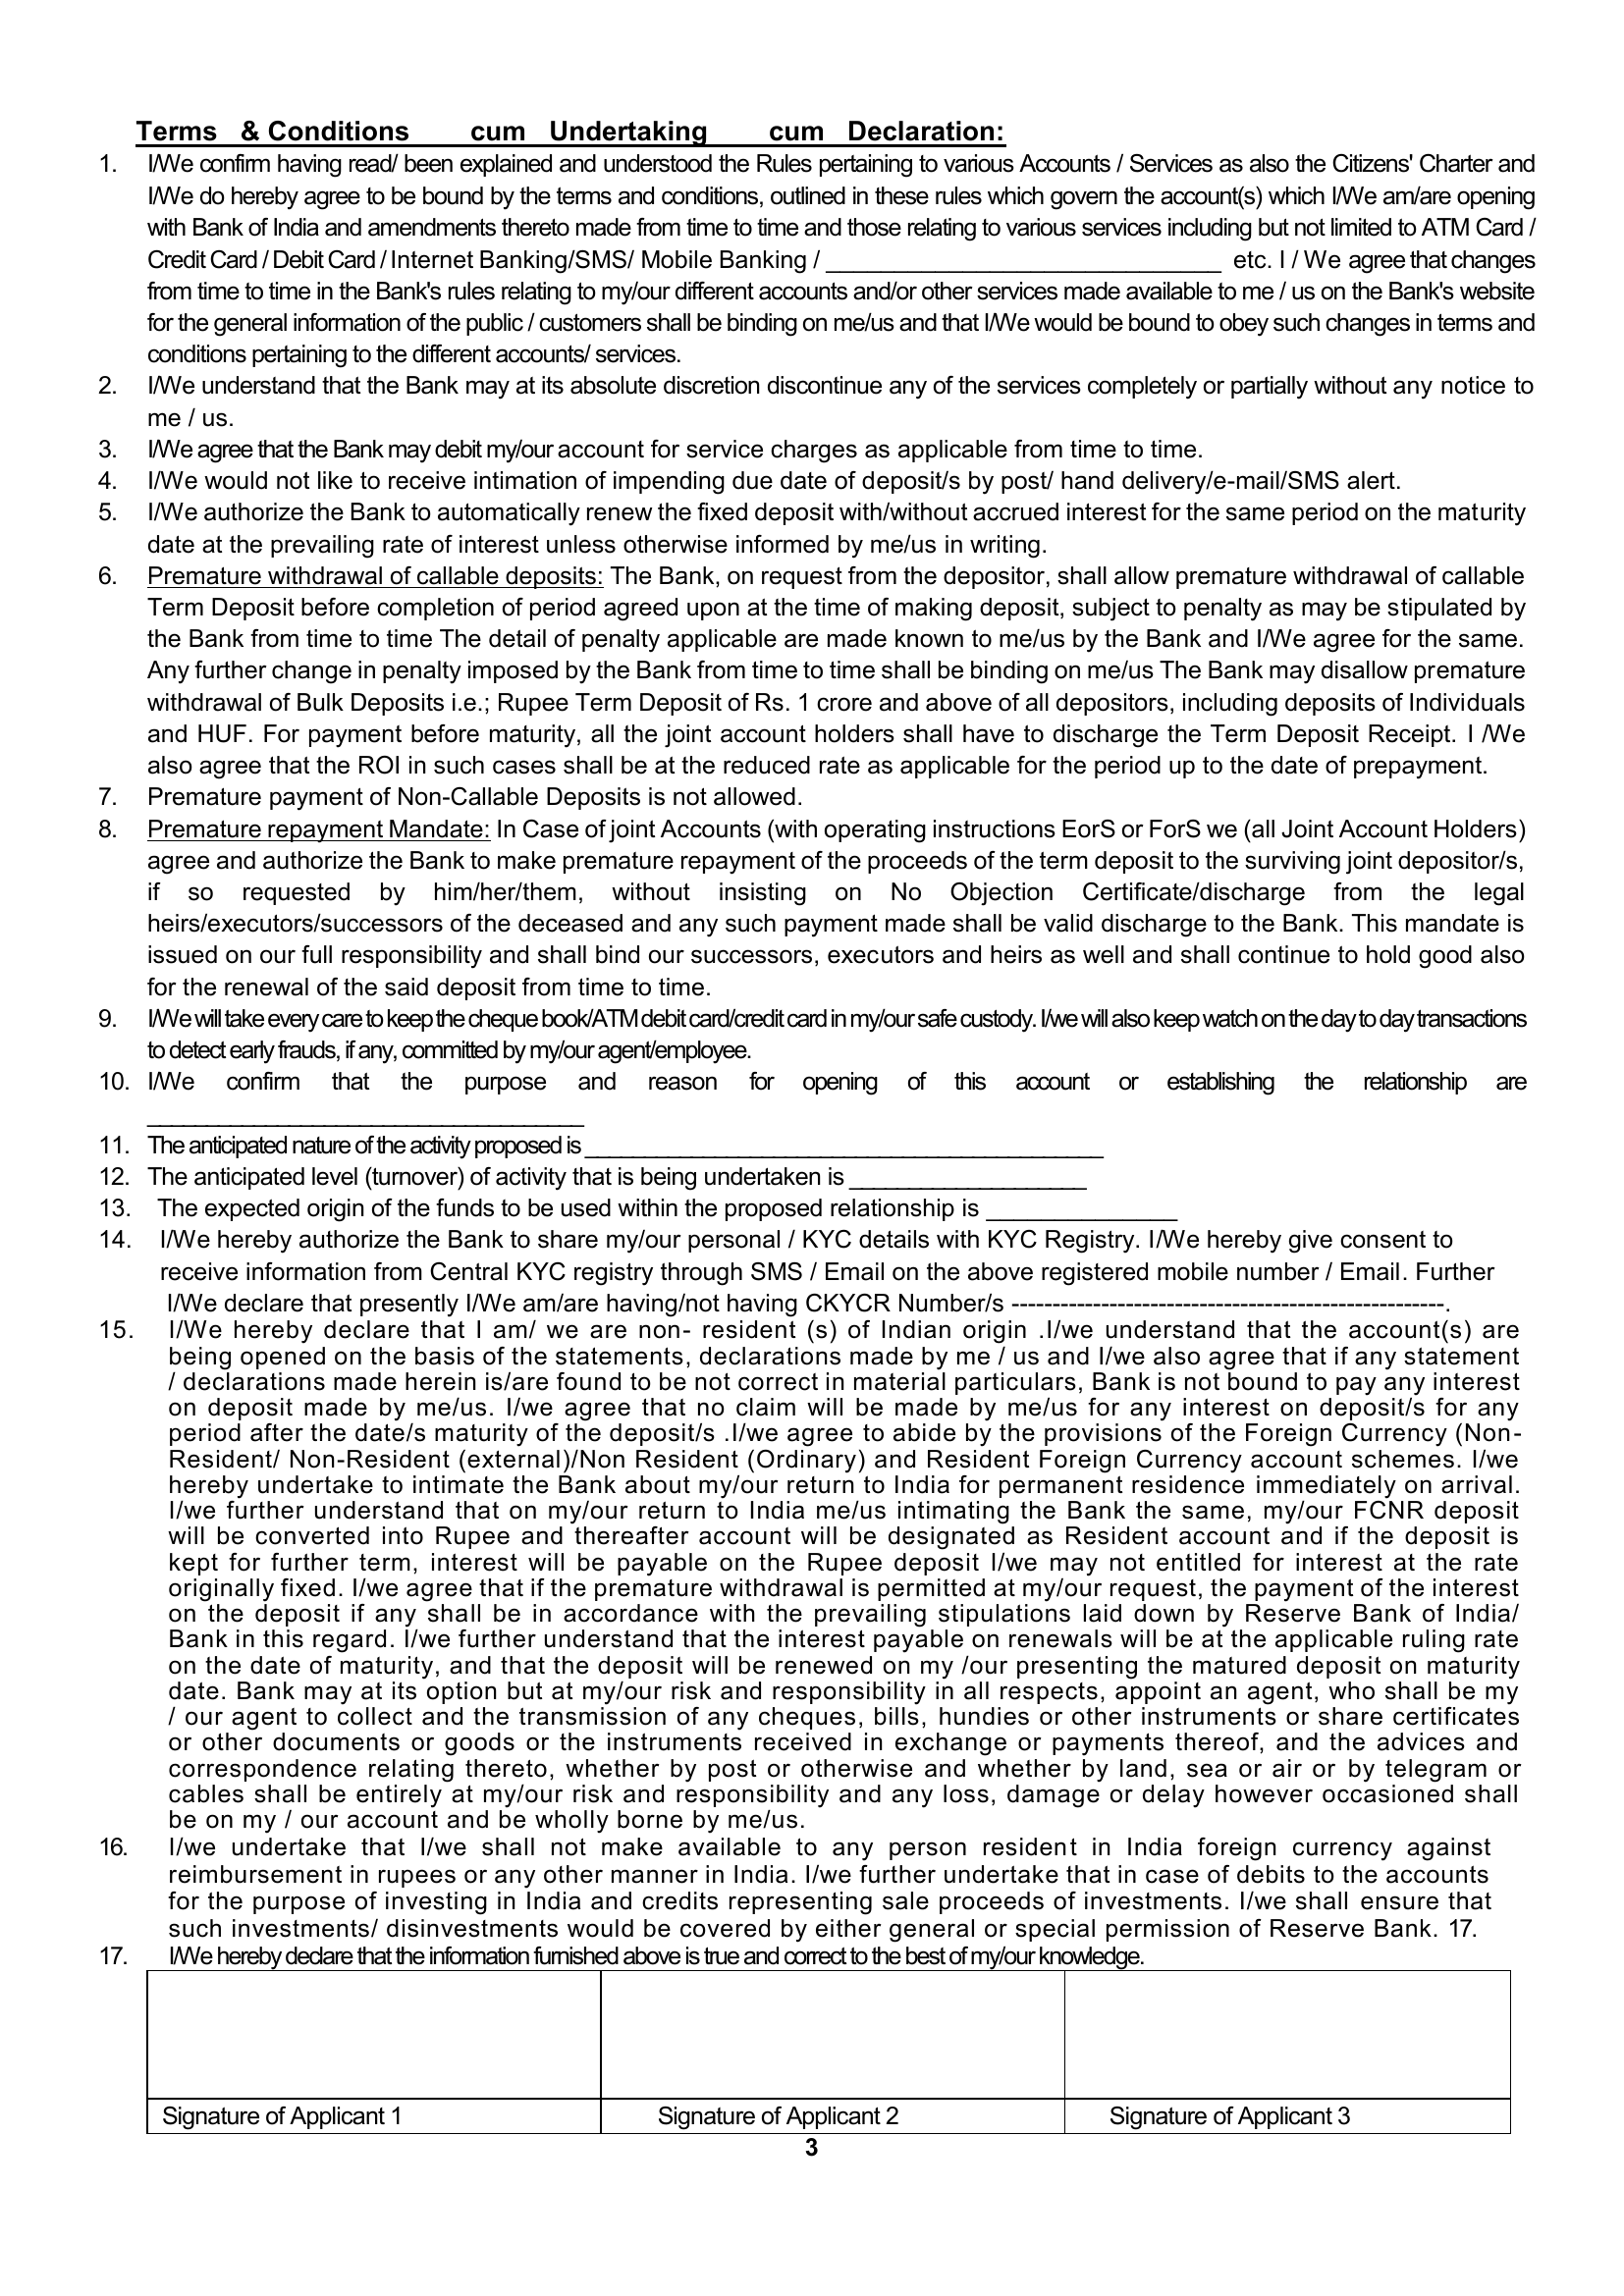 Terms & Conditions cum Undertaking cum Declaration:
1. I/We confirm having read/ been explained and understood the Rules pertaining to various Accounts / Services as also the Citizens' Charter and
I/We do hereby agree to be bound by the terms and conditions, outlined in these rules which govern the account(s) which I/We am/are opening
with Bank of India and amendments thereto made from time to time and those relating to various services including but not limited to ATM Card /
Credit Card / Debit Card / Internet Banking/SMS/ Mobile Banking / ______________________________ etc. I / We agree that changes
from time to time in the Bank's rules relating to my/our different accounts and/or other services made available to me / us on the Bank's website
for the general information of the public / customers shall be binding on me/us and that I/We would be bound to obey such changes in terms and
conditions pertaining to the different accounts/ services.
2. I/We understand that the Bank may at its absolute discretion discontinue any of the services completely or partially without any notice to
me / us.
3. I/We agree that the Bank may debit my/our account for service charges as applicable from time to time.
4. I/We would not like to receive intimation of impending due date of deposit/s by post/ hand delivery/e-mail/SMS alert.
5. I/We authorize the Bank to automatically renew the fixed deposit with/without accrued interest for the same period on the maturity
date at the prevailing rate of interest unless otherwise informed by me/us in writing.
6. Premature withdrawal of callable deposits: The Bank, on request from the depositor, shall allow premature withdrawal of callable
Term Deposit before completion of period agreed upon at the time of making deposit, subject to penalty as may be stipulated by
the Bank from time to time The detail of penalty applicable are made known to me/us by the Bank and I/We agree for the same.
Any further change in penalty imposed by the Bank from time to time shall be binding on me/us The Bank may disallow premature
withdrawal of Bulk Deposits i.e.; Rupee Term Deposit of Rs. 1 crore and above of all depositors, including deposits of Individuals
and HUF. For payment before maturity, all the joint account holders shall have to discharge the Term Deposit Receipt. I /We
also agree that the ROI in such cases shall be at the reduced rate as applicable for the period up to the date of prepayment.
7. Premature payment of Non-Callable Deposits is not allowed.
8. Premature repayment Mandate: In Case of joint Accounts (with operating instructions EorS or ForS we (all Joint Account Holders)
agree and authorize the Bank to make premature repayment of the proceeds of the term deposit to the surviving joint depositor/s,
if so requested by him/her/them, without insisting on No Objection Certificate/discharge from the legal
heirs/executors/successors of the deceased and any such payment made shall be valid discharge to the Bank. This mandate is
issued on our full responsibility and shall bind our successors, executors and heirs as well and shall continue to hold good also
for the renewal of the said deposit from time to time.
9. I/We will take every care to keep the cheque book/ATM debit card/credit card in my/our safe custody. I/we will also keep watch on the day to day transactions
to detect early frauds, if any, committed by my/our agent/employee.
10. I/We confirm that the purpose and reason for opening of this account or establishing the relationship are
__________________________________
11. The anticipated nature of the activity proposed is ________________________________________
12. The anticipated level (turnover) of activity that is being undertaken is ___________________
13. The expected origin of the funds to be used within the proposed relationship is _______________
14. I/We hereby authorize the Bank to share my/our personal / KYC details with KYC Registry. I/We hereby give consent to
receive information from Central KYC registry through SMS / Email on the above registered mobile number / Email. Further
I/We declare that presently I/We am/are having/not having CKYCR Number/s -----------------------------------------------------.
15. I/We hereby declare that I am/ we are non- resident (s) of Indian origin .I/we understand that the account(s) are
being opened on the basis of the statements, declarations made by me / us and I/we also agree that if any statement
/ declarations made herein is/are found to be not correct in material particulars, Bank is not bound to pay any interest
on deposit made by me/us. I/we agree that no claim will be made by me/us for any interest on deposit/s for any
period after the date/s maturity of the deposit/s .I/we agree to abide by the provisions of the Foreign Currency (Non-
Resident/ Non-Resident (external)/Non Resident (Ordinary) and Resident Foreign Currency account schemes. I/we
hereby undertake to intimate the Bank about my/our return to India for permanent residence immediately on arrival.
I/we further understand that on my/our return to India me/us intimating the Bank the same, my/our FCNR deposit
will be converted into Rupee and thereafter account will be designated as Resident account and if the deposit is
kept for further term, interest will be payable on the Rupee deposit I/we may not entitled for interest at the rate
originally fixed. I/we agree that if the premature withdrawal is permitted at my/our request, the payment of the interest
on the deposit if any shall be in accordance with the prevailing stipulations laid down by Reserve Bank of India/
Bank in this regard. I/we further understand that the interest payable on renewals will be at the applicable ruling rate
on the date of maturity, and that the deposit will be renewed on my /our presenting the matured deposit on maturity
date. Bank may at its option but at my/our risk and responsibility in all respects, appoint an agent, who shall be my
/ our agent to collect and the transmission of any cheques, bills, hundies or other instruments or share certificates
or other documents or goods or the instruments received in exchange or payments thereof, and the advices and
correspondence relating thereto, whether by post or otherwise and whether by land, sea or air or by telegram or
cables shall be entirely at my/our risk and responsibility and any loss, damage or delay however occasioned shall
be on my / our account and be wholly borne by me/us.
16. I/we undertake that I/we shall not make available to any person resident in India foreign currency against
reimbursement in rupees or any other manner in India. I/we further undertake that in case of debits to the accounts
for the purpose of investing in India and credits representing sale proceeds of investments. I/we shall ensure that
such investments/ disinvestments would be covered by either general or special permission of Reserve Bank. 17.
17. I/We hereby declare that the information furnished above is true and correct to the best of my/our knowledge.
Signature of Applicant 1 Signature of Applicant 2 Signature of Applicant 3
3